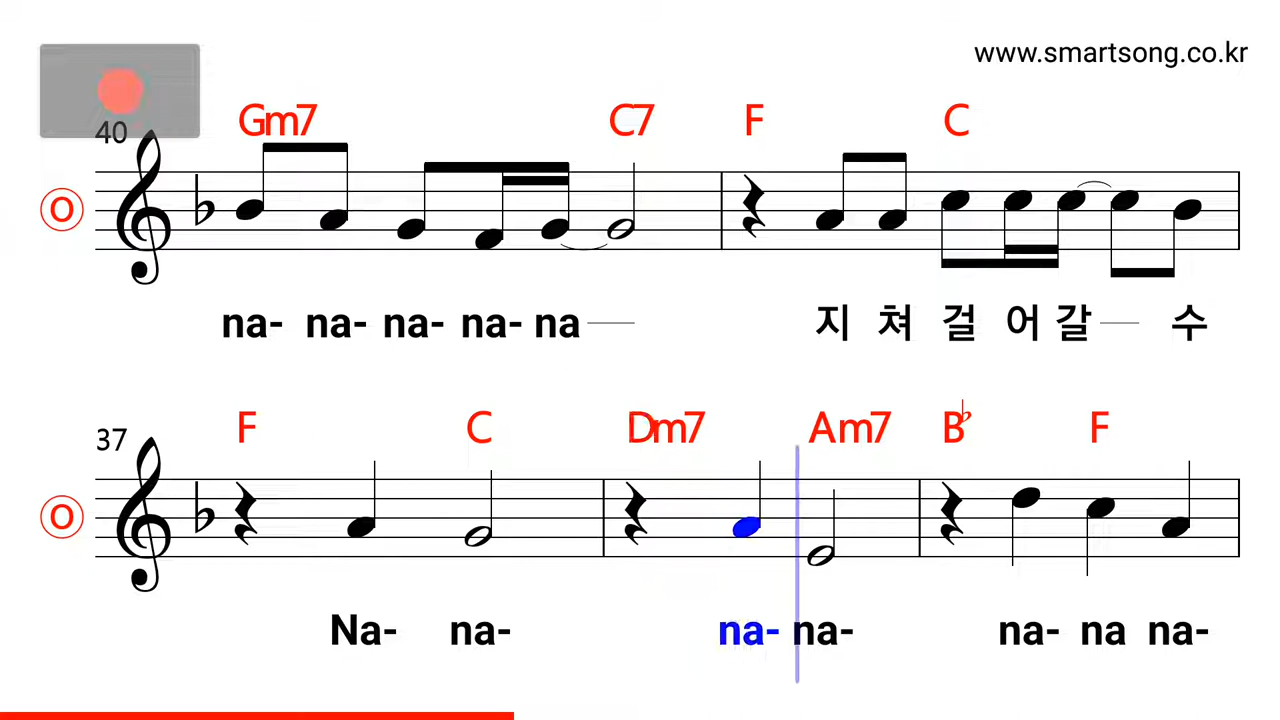 www.smartsong.co.kr
40
Gm7 C7 F C
O
na- na- na- na- na 지 쳐 걸 어 갈 수
37
F C Dm7 Am7 B♭ F
O
Na- na- na- na- na- na na-